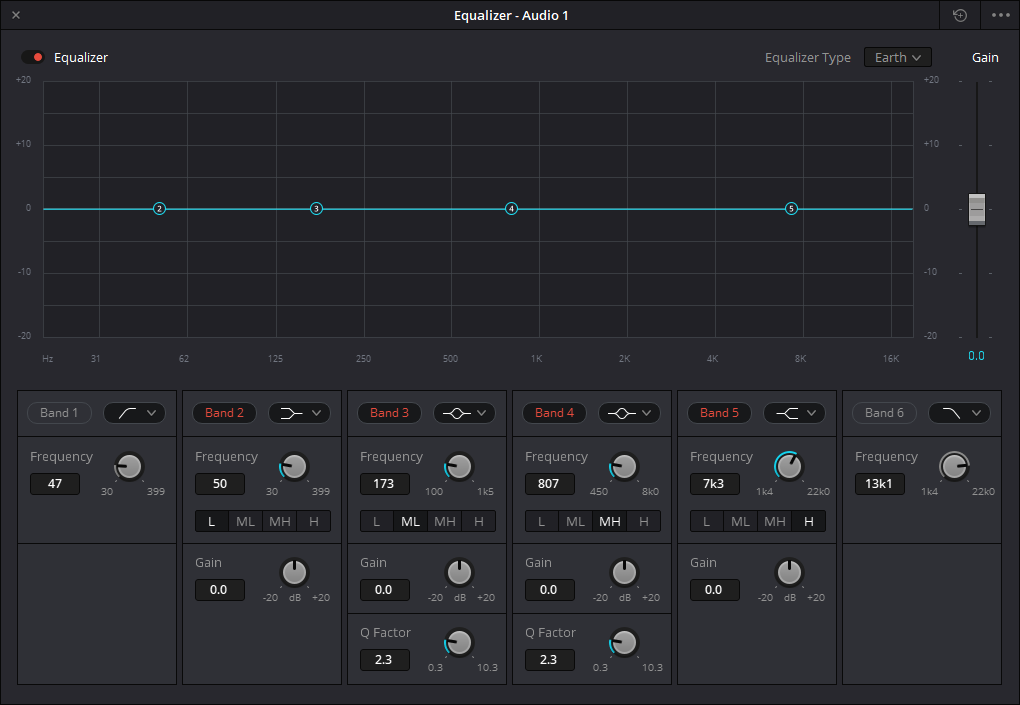 Equalizer - Audio 1
Equalizer
Equalizer Type Earth Gain
+20 +20
+10 +10
0 2 3 4 5 0
-10 -10
-20 -20
Hz 31 62 125 250 500 1K 2K 4K 8K 16K 0.0
Band 1 Band 2 Band 3 Band 4 Band 5 Band 6
Frequency Frequency Frequency Frequency Frequency Frequency
47 30 399 50 30 399 173 100 1k5 807 450 8k0 7k3 1k4 22k0 13k1 1k4 22k0
L ML MH H L ML MH H L ML MH H L ML MH H
Gain Gain Gain Gain
0.0 -20 dB +20 0.0 -20 dB +20 0.0 -20 dB +20 0.0 -20 dB +20
Q Factor Q Factor
2.3 0.3 10.3 2.3 0.3 10.3